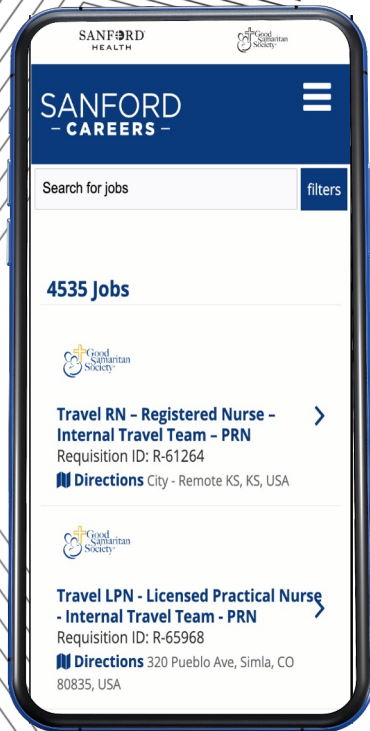 SANFORD
HEALTH
Good
Samaritan
Society
SANFORD
– CAREERS –
Search for jobs
filters
4535 Jobs
Good
Samaritan
Society
Travel RN – Registered Nurse –
Internal Travel Team – PRN
Requisition ID: R-61264
Directions City - Remote KS, KS, USA
Good
Samaritan
Society
Travel LPN - Licensed Practical Nurse
- Internal Travel Team - PRN
Requisition ID: R-65968
Directions 320 Pueblo Ave, Simla, CO
80835, USA